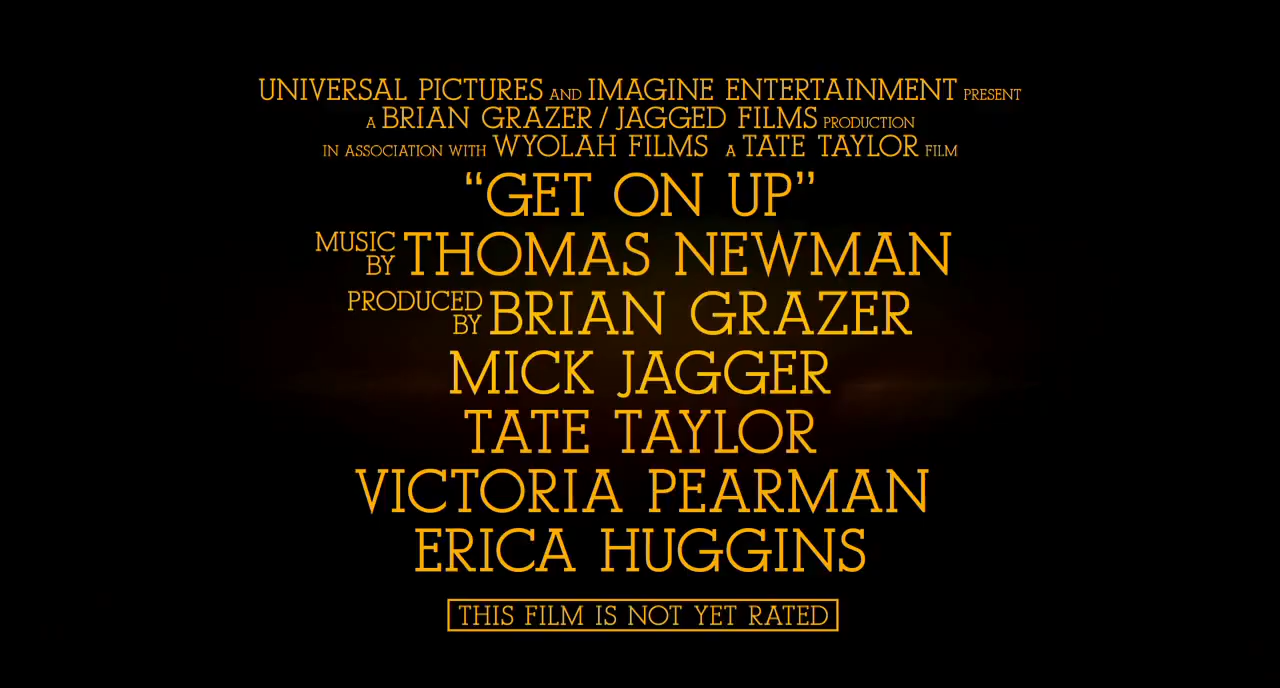 UNIVERSAL PICTURES AND IMAGINE ENTERTAINMENT PRESENT
A BRIAN GRAZER / JAGGED FILMS PRODUCTION
IN ASSOCIATION WITH WYOLAH FILMS A TATE TAYLOR FILM
“GET ON UP”
MUSIC BY THOMAS NEWMAN
PRODUCED BY BRIAN GRAZER
MICK JAGGER
TATE TAYLOR
VICTORIA PEARMAN
ERICA HUGGINS
THIS FILM IS NOT YET RATED